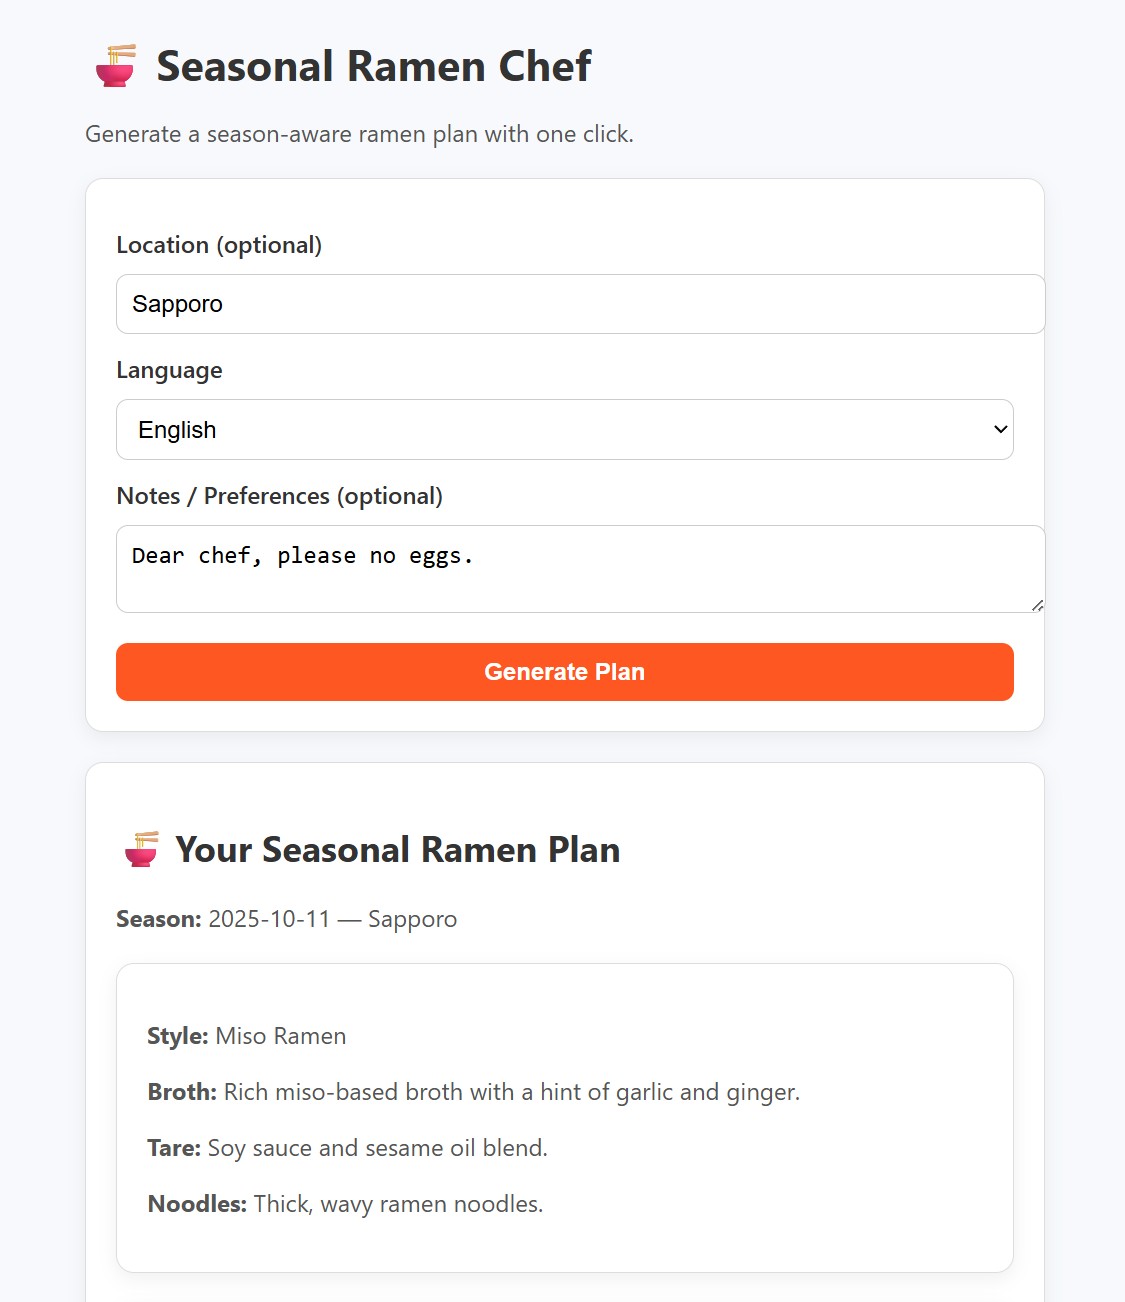 Seasonal Ramen Chef
Generate a season-aware ramen plan with one click.
Location (optional)
Sapporo
Language
English
Notes / Preferences (optional)
Dear chef, please no eggs.
Generate Plan
Your Seasonal Ramen Plan
Season: 2025-10-11 — Sapporo
Style: Miso Ramen
Broth: Rich miso-based broth with a hint of garlic and ginger.
Tare: Soy sauce and sesame oil blend.
Noodles: Thick, wavy ramen noodles.